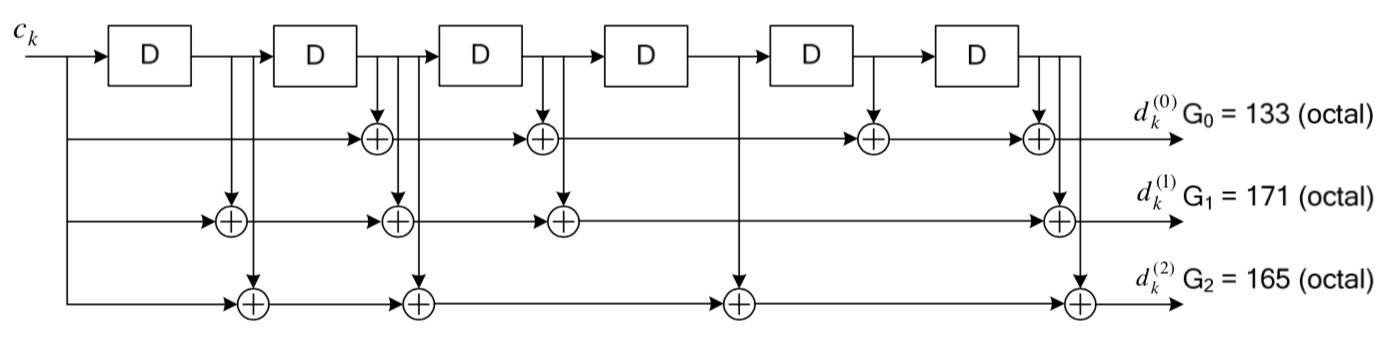 c_k
D D D D D D
d_k^(0) G_0 = 133 (octal)
d_k^(1) G_1 = 171 (octal)
d_k^(2) G_2 = 165 (octal)